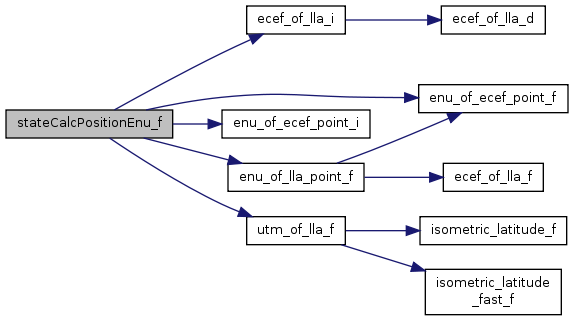 ecef_of_lla_i
ecef_of_lla_d
enu_of_ecef_point_f
stateCalcPositionEnu_f
enu_of_ecef_point_i
enu_of_lla_point_f
ecef_of_lla_f
utm_of_lla_f
isometric_latitude_f
isometric_latitude
_fast_f